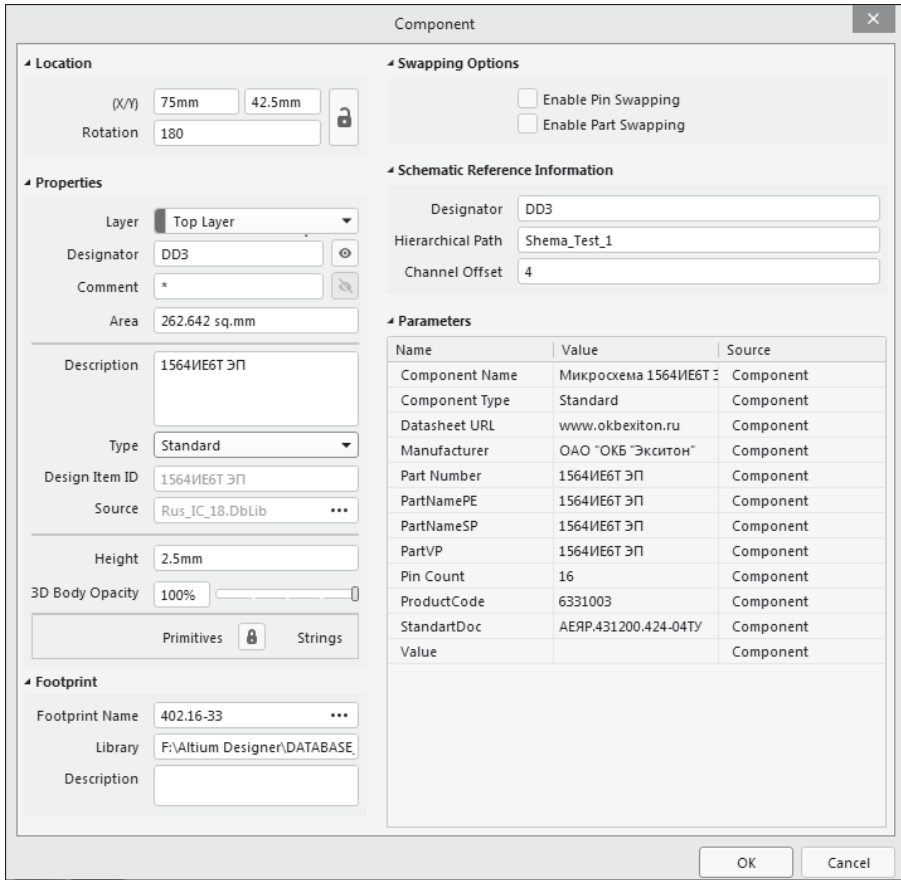 Component
Location
(X/Y) 75mm 42.5mm
Rotation 180
Properties
Layer Top Layer
Designator DD3
Comment *
Area 262.642 sq.mm
Description 1564ИЕ6Т ЭП
Type Standard
Design Item ID 1564ИЕ6Т ЭП
Source Rus_IC_18.DbLib •••
Height 2.5mm
3D Body Opacity 100%
Primitives Strings
Footprint
Footprint Name 402.16-33 •••
Library F:\Altium Designer\DATABASE_
Description
Swapping Options
Enable Pin Swapping
Enable Part Swapping
Schematic Reference Information
Designator DD3
Hierarchical Path Shema_Test_1
Channel Offset 4
Parameters
Name Value Source
Component Name Микросхема 1564ИЕ6Т Component
Component Type Standard Component
Datasheet URL www.okbexiton.ru Component
Manufacturer ОАО "ОКБ "Экситон" Component
Part Number 1564ИЕ6Т ЭП Component
PartNamePE 1564ИЕ6Т ЭП Component
PartNameSP 1564ИЕ6Т ЭП Component
PartVP 1564ИЕ6Т ЭП Component
Pin Count 16 Component
ProductCode 6331003 Component
StandartDoc АЕЯР.431200.424-04ТУ Component
Value Component
OK Cancel